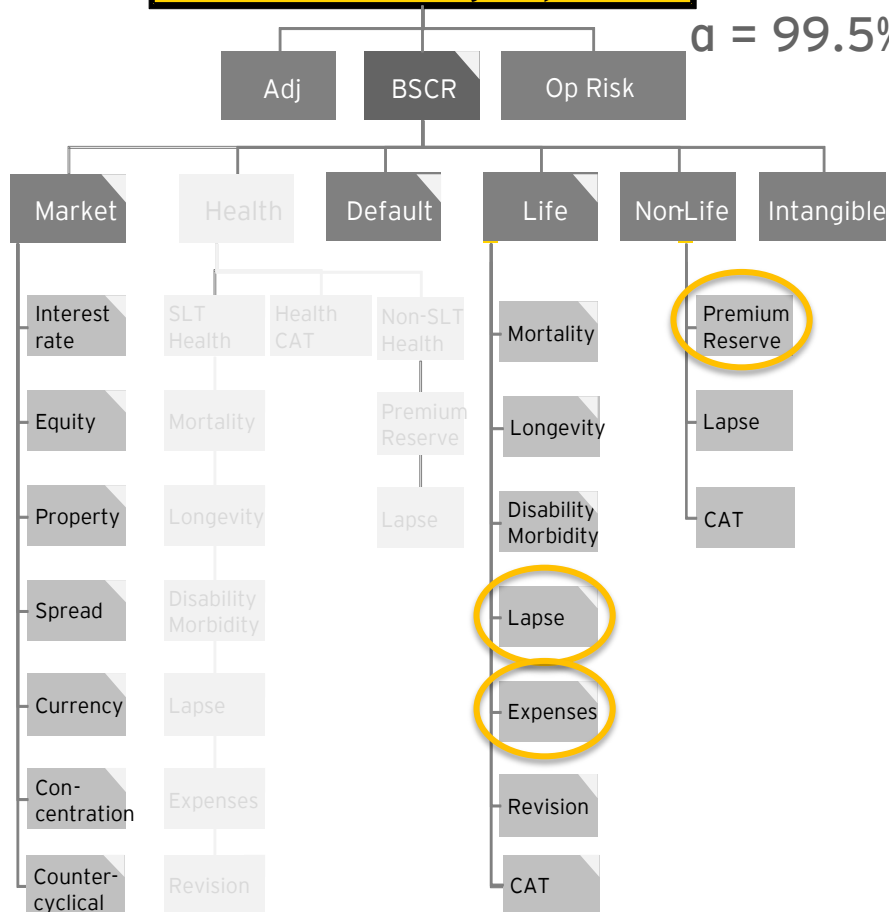 α = 99.5%
Adj
BSCR
Op Risk
Market
Health
Default
Life
Non-Life
Intangible
Interest
rate
Equity
Property
Spread
Currency
Con-
centration
Counter-
cyclical
SLT
Health
Mortality
Longevity
Disability
Morbidity
Lapse
Expenses
Revision
Health
CAT
Non-SLT
Health
Premium
Reserve
Lapse
Mortality
Longevity
Disability
Morbidity
Lapse
Expenses
Revision
CAT
Premium
Reserve
Lapse
CAT